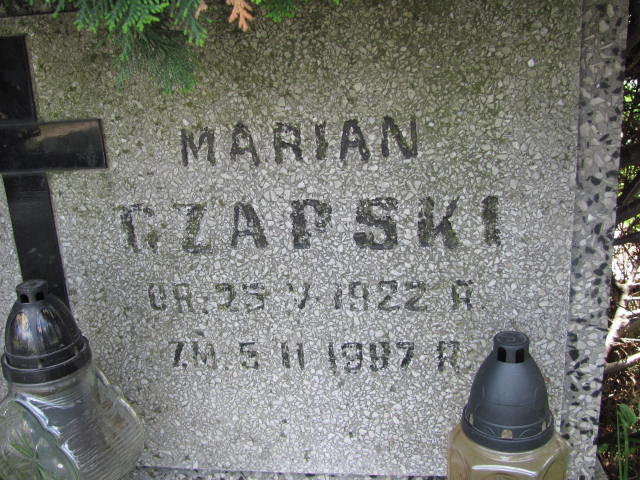 MARIAN
CZAPSKI
UR. 25 V 1922 R.
ZM. 5 II 1987 R.